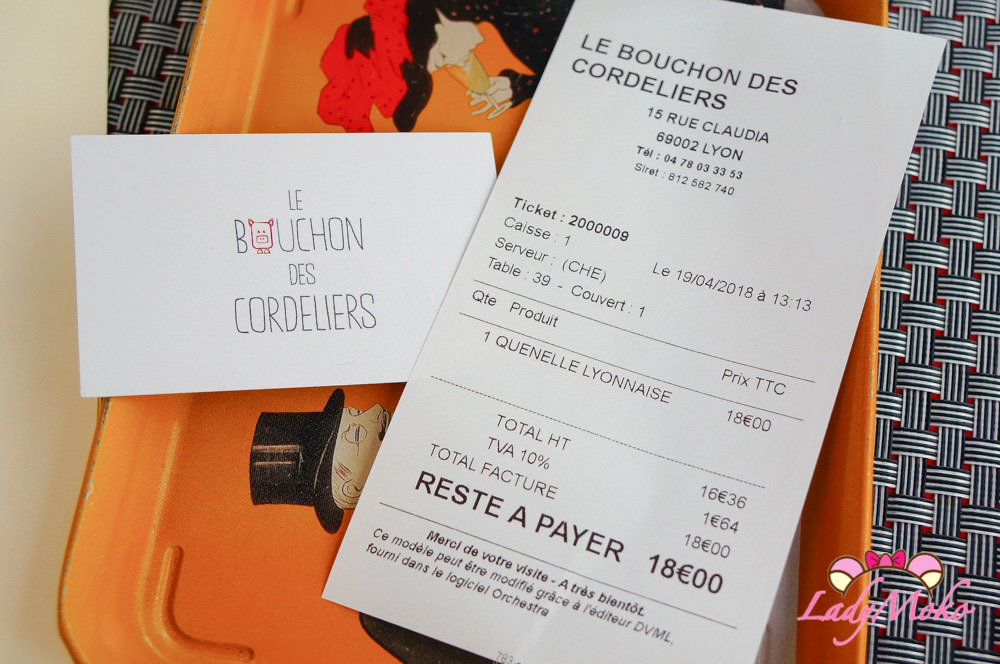 LE
BOUCHON
DES
CORDELIERS
LE BOUCHON DES
CORDELIERS
15 RUE CLAUDIA
69002 LYON
Tél : 04 78 03 33 53
Siret : 812 582 740
Ticket : 2000009
Caisse : 1
Serveur : (CHE) Le 19/04/2018 à 13:13
Table : 39 - Couvert : 1
Qte Produit Prix TTC
1 QUENELLE LYONNAISE 18€00
TOTAL HT 16€36
TVA 10% 1€64
TOTAL FACTURE 18€00
RESTE A PAYER 18€00
Merci de votre visite - A très bientôt.
Ce modèle peut être modifié grâce à l'éditeur DVML,
fourni dans le logiciel Orchestra
LadyMoko